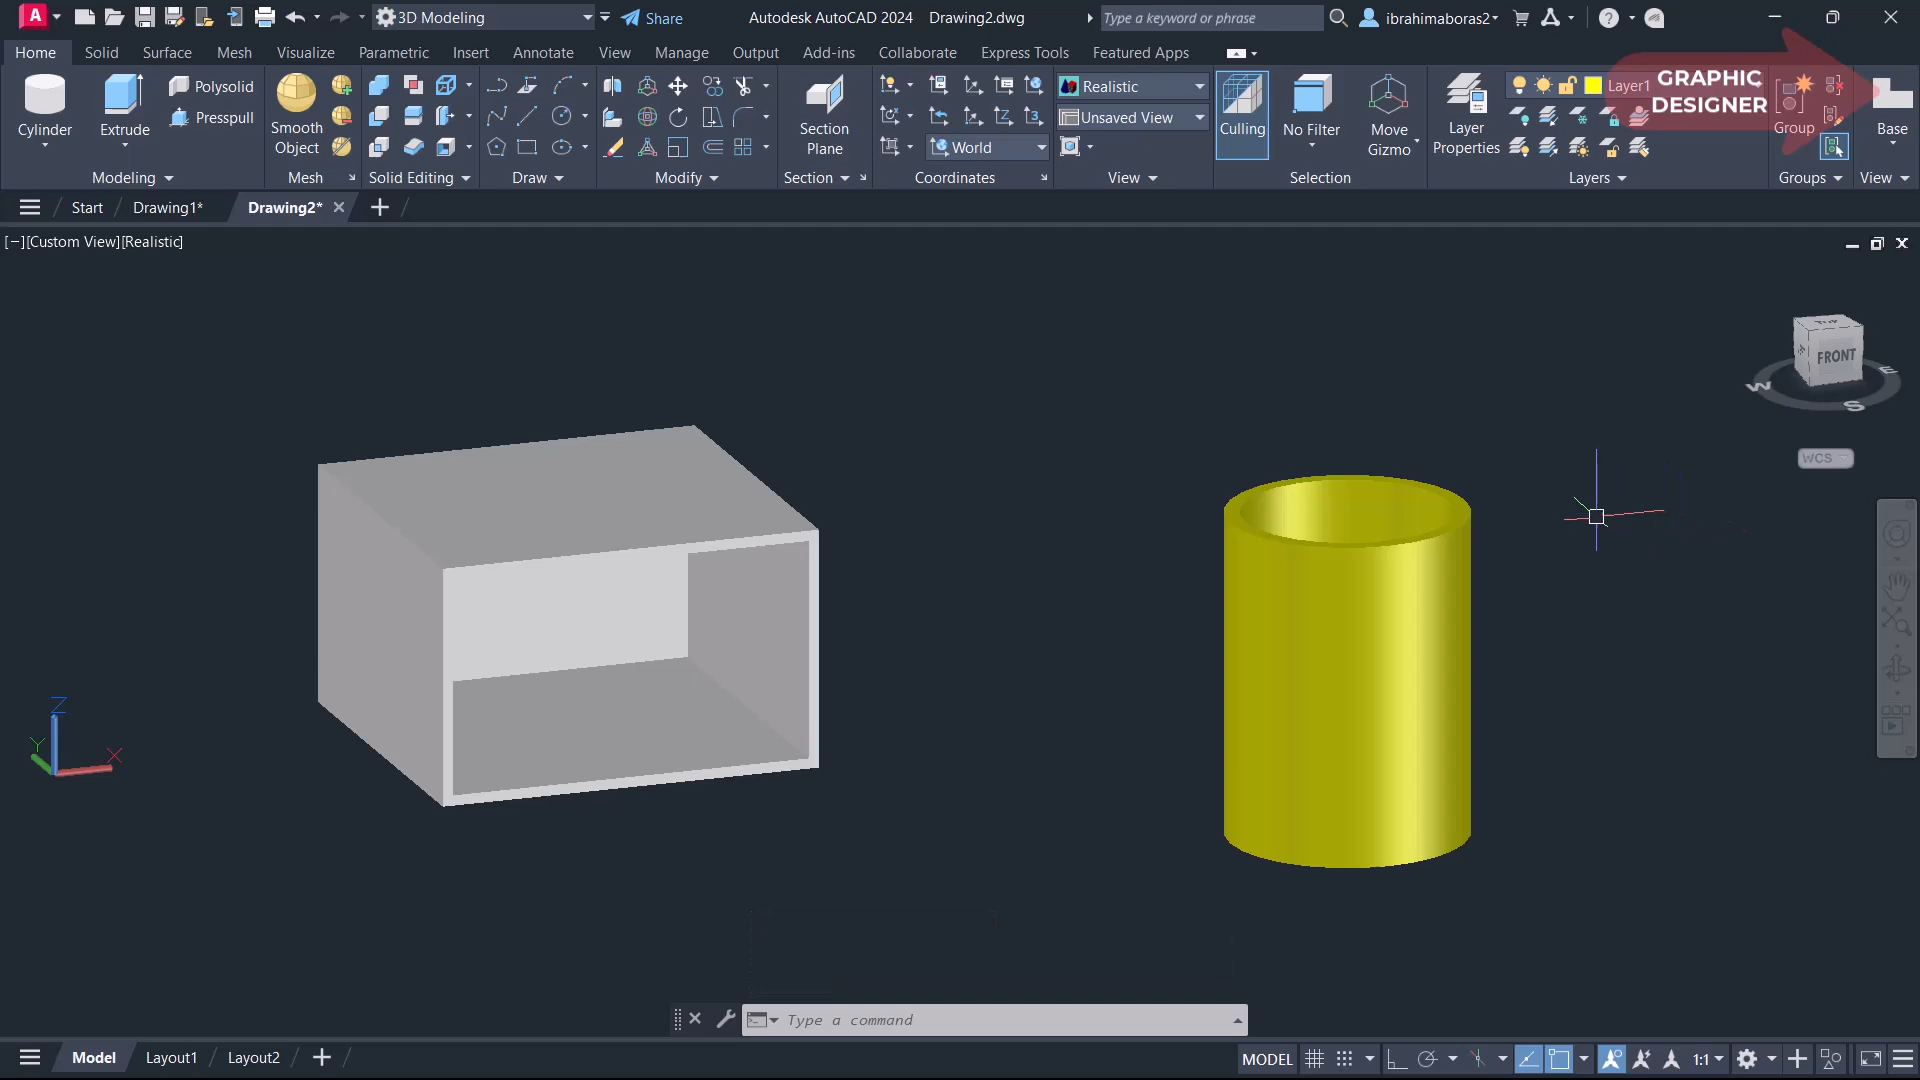 A 3D Modeling Share Autodesk AutoCAD 2024 Drawing2.dwg Type a keyword or phrase ibrahimaboras2
Home Solid Surface Mesh Visualize Parametric Insert Annotate View Manage Output Add-ins Collaborate Express Tools Featured Apps
Cylinder
Extrude
Polysolid
Presspull
Smooth
Object
Section
Plane
World
Realistic
Unsaved View
Culling
No Filter
Move
Gizmo
Layer
Properties
Layer1
GRAPHIC
DESIGNER
Group
Base
Modeling Mesh Solid Editing Draw Modify Section Coordinates View Selection Layers Groups View
Start Drawing1* Drawing2*
[−][Custom View][Realistic]
TOP
FRONT
W
E
S
WCS
Z
Y
X
Type a command
Model Layout1 Layout2 MODEL 1:1